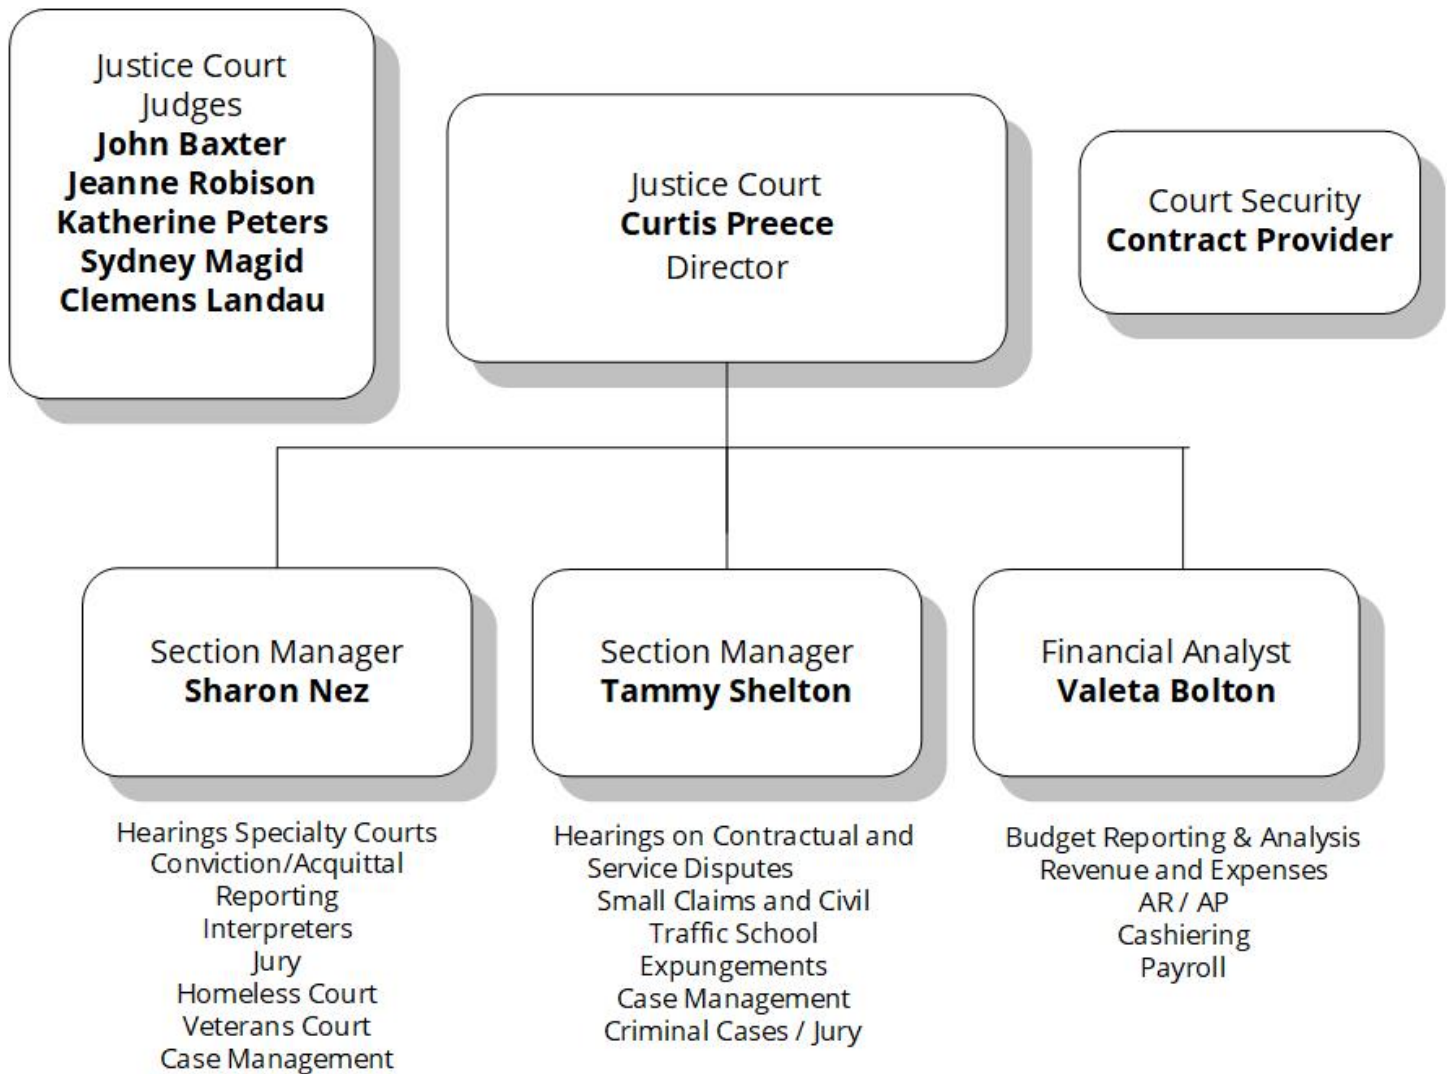 Justice Court
Judges
John Baxter
Jeanne Robison
Katherine Peters
Sydney Magid
Clemens Landau
Justice Court
Curtis Preece
Director
Court Security
Contract Provider
Section Manager
Sharon Nez
Section Manager
Tammy Shelton
Financial Analyst
Valeta Bolton
Hearings Specialty Courts
Conviction/Acquittal
Reporting
Interpreters
Jury
Homeless Court
Veterans Court
Case Management
Hearings on Contractual and
Service Disputes
Small Claims and Civil
Traffic School
Expungements
Case Management
Criminal Cases / Jury
Budget Reporting & Analysis
Revenue and Expenses
AR / AP
Cashiering
Payroll